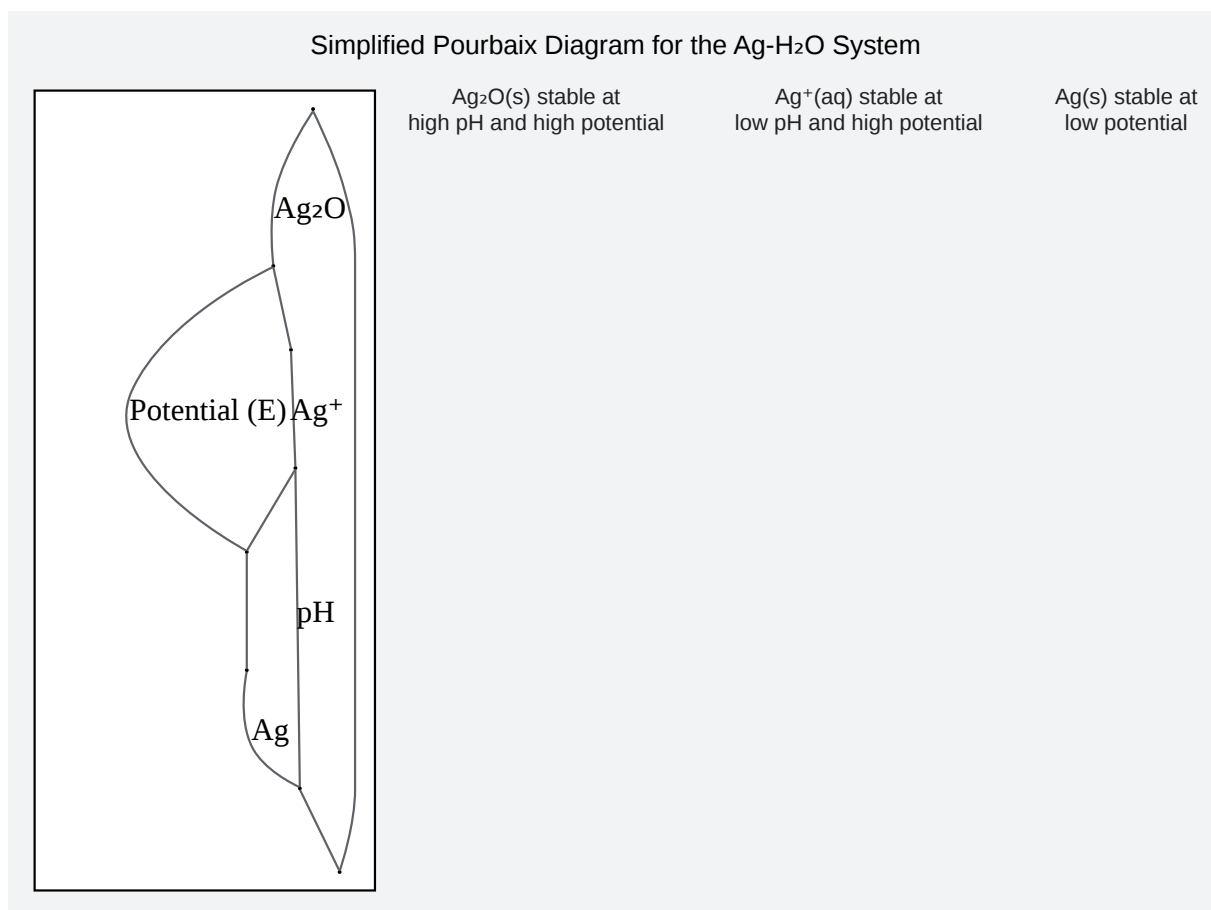 Simplified Pourbaix Diagram for the Ag-H₂O System
Ag₂O(s) stable at
high pH and high potential
Ag⁺(aq) stable at
low pH and high potential
Ag(s) stable at
low potential
Ag₂O
Potential (E)
Ag⁺
pH
Ag